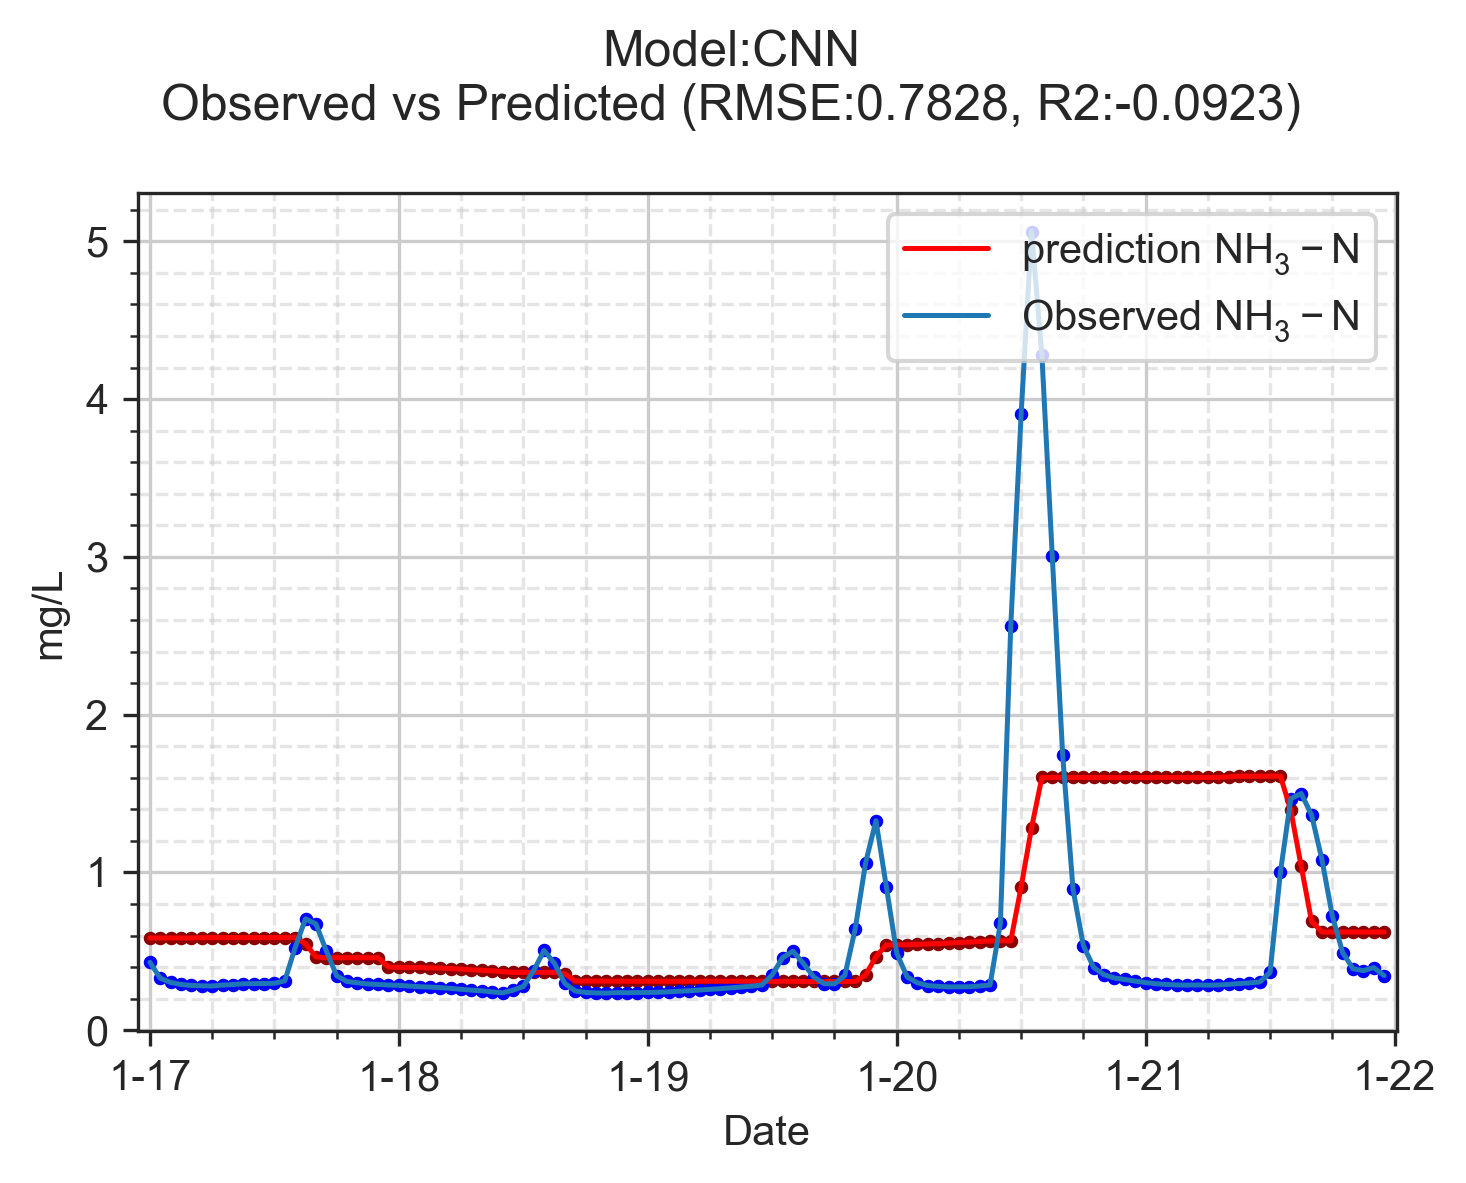 Model:CNN
Observed vs Predicted (RMSE:0.7828, R2:-0.0923)
prediction NH₃ − N
Observed NH₃ − N
5
4
3
2
1
0
mg/L
1-17 1-18 1-19 1-20 1-21 1-22
Date